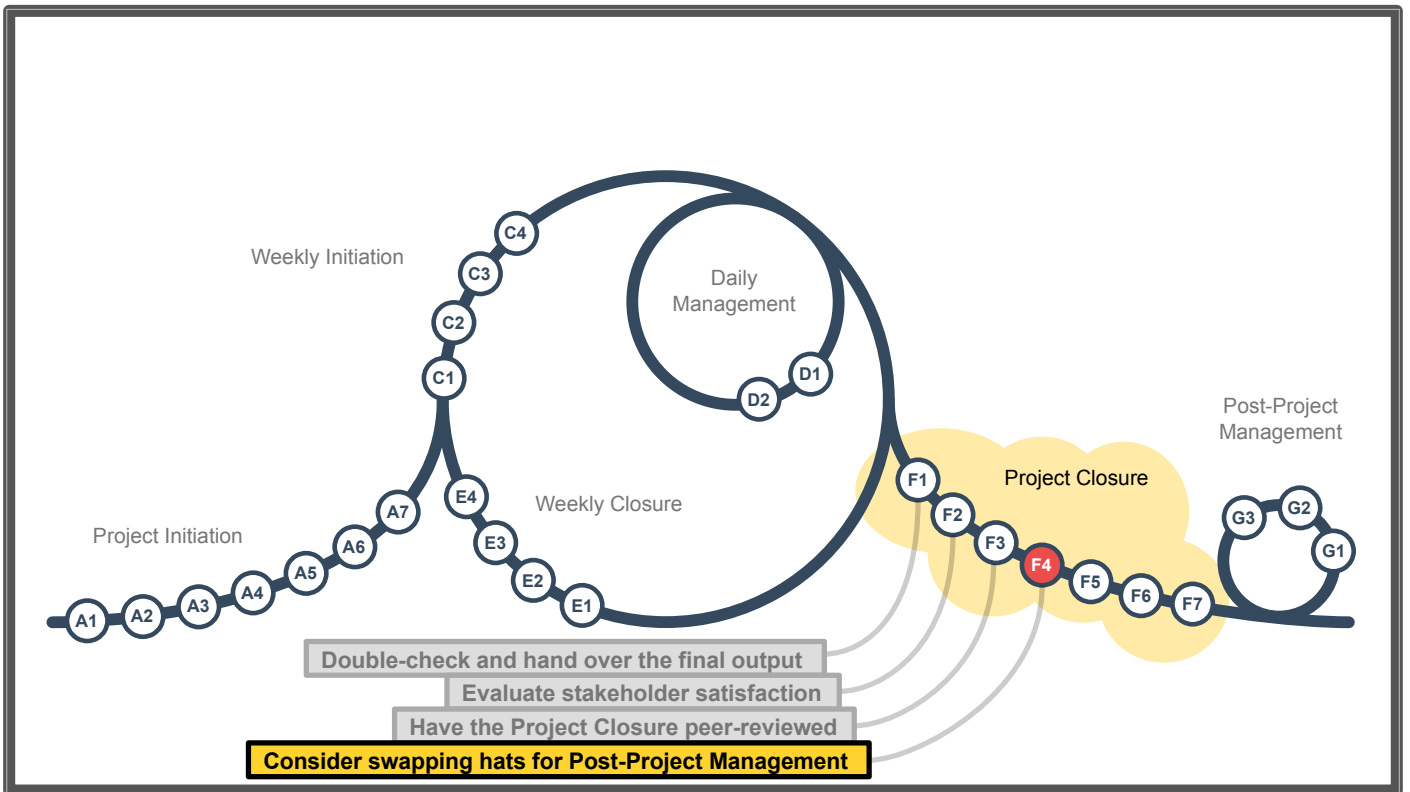 C4
Weekly Initiation
C3
Daily
Management
C2
C1
D1
D2
Post-Project
Management
Project Closure
F1
A7
E4
Weekly Closure
F2
G3
G2
Project Initiation
A6
E3
F3
G1
A5
E2
F4
A4
F5
A3
E1
F6
A2
F7
A1
Double-check and hand over the final output
Evaluate stakeholder satisfaction
Have the Project Closure peer-reviewed
Consider swapping hats for Post-Project Management